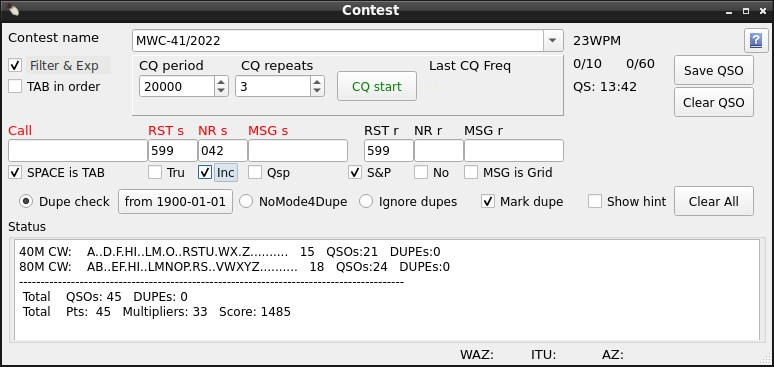 Contest
Contest name MWC-41/2022 23WPM ?
Filter & Exp CQ period CQ repeats Last CQ Freq 0/10 0/60 Save QSO
TAB in order 20000 3 CQ start QS: 13:42 Clear QSO
Call RST s NR s MSG s RST r NR r MSG r
599 042 599
SPACE is TAB Tru Inc Qsp S&P No MSG is Grid
Dupe check from 1900-01-01 NoMode4Dupe Ignore dupes Mark dupe Show hint Clear All
Status
40M CW: A..D.F.HI..LM.O..RSTU.WX.Z.......... 15 QSOs:21 DUPEs:0
80M CW: AB..EF.HI..LMNOP.RS..VWXYZ.......... 18 QSOs:24 DUPEs:0
--------------------------------------------------------------------------------------------
Total QSOs: 45 DUPEs: 0
Total Pts: 45 Multipliers: 33 Score: 1485
WAZ: ITU: AZ: